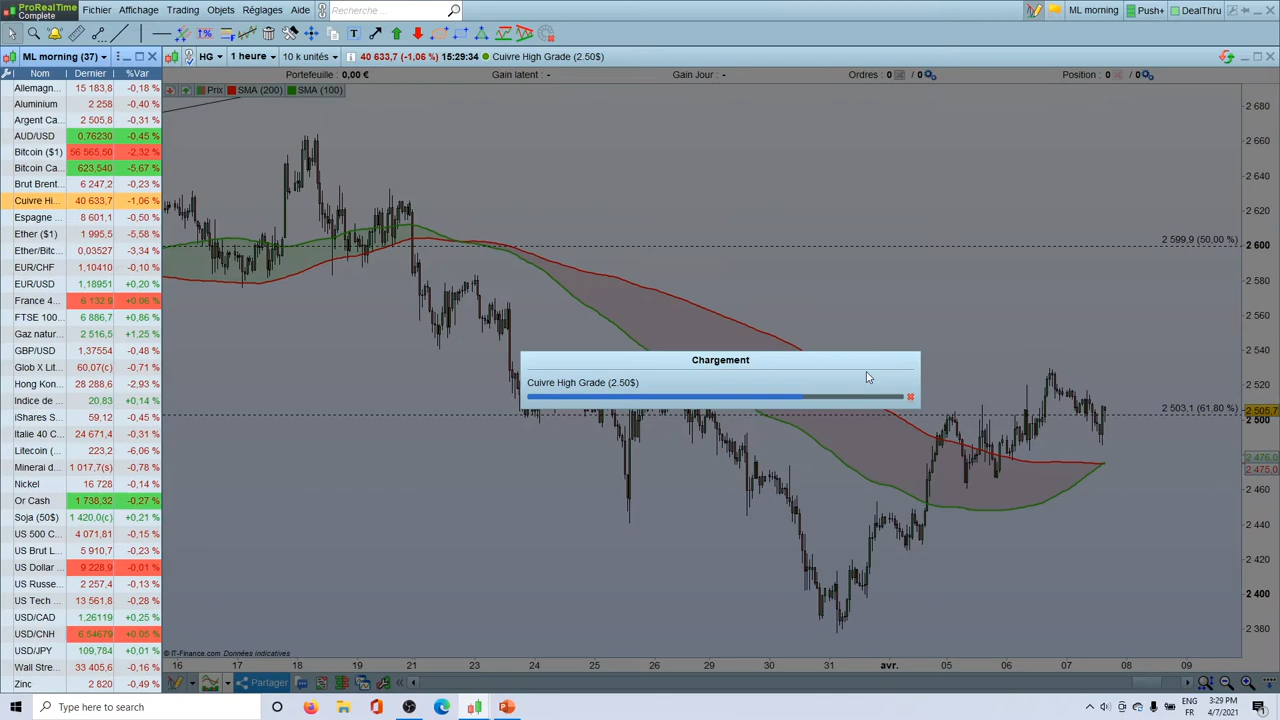 ProRealTime
Complete
Fichier Affichage Trading Objets Réglages Aide Recherche ...
ML morning Push+ DealThru
ML morning (37)
HG 1 heure 10 k unités 40 633,7 (-1,06 %) 15:29:34 Cuivre High Grade (2.50$)
Portefeuille: 0,00 € Gain latent : - Gain Jour : - Ordres : 0 / 0 Position : 0 / 0
Prix SMA (200) SMA (100)
Nom Dernier %Var
Allemagn... 15 183,8 -0,18 %
Aluminium 2 258 -0,40 %
Argent Ca... 2 505,8 -0,31 %
AUD/USD 0,76230 -0,45 %
Bitcoin ($1) 56 565,50 -2,32 %
Bitcoin Ca... 623,540 -5,67 %
Brut Brent... 6 247,2 -0,23 %
Cuivre Hi... 40 633,7 -1,06 %
Espagne ... 8 601,1 -0,50 %
Ether ($1) 1 995,5 -5,58 %
Ether/Bitc... 0,03527 -3,34 %
EUR/CHF 1,10410 -0,10 %
EUR/USD 1,18951 +0,20 %
France 4... 6 132,9 +0,06 %
FTSE 100... 6 886,7 +0,86 %
Gaz natur... 2 516,5 +1,25 %
GBP/USD 1,37554 -0,48 %
Glob X Lit... 60,07(c) -0,71 %
Hong Kon... 28 288,6 -2,93 %
Indice de ... 20,83 +0,14 %
iShares S... 59,12 -0,45 %
Italie 40 C... 24 671,4 -0,31 %
Litecoin (... 223,2 -6,06 %
Minerai d... 1 017,7(s) -0,78 %
Nickel 16 728 -0,14 %
Or Cash 1 738,32 -0,27 %
Soja (50$) 1 420,0(c) +0,21 %
US 500 C... 4 071,81 -0,15 %
US Brut L... 5 910,7 -0,23 %
US Dollar ... 9 228,9 -0,01 %
US Russe... 2 257,4 -0,13 %
US Tech ... 13 561,8 -0,28 %
USD/CAD 1,26119 +0,25 %
USD/CNH 6,54679 +0,05 %
USD/JPY 109,784 +0,01 %
Wall Stre... 33 405,6 -0,16 %
Zinc 2 820 -0,49 %
2 680
2 660
2 640
2 620
2 599,9 (50,00 %) 2 600
2 580
2 560
2 540
2 520
2 503,1 (61,80 %) 2 505,7
2 500
2 476,0
2 475,0
2 460
2 440
2 420
2 400
2 380
Chargement
Cuivre High Grade (2.50$)
© IT-Finance.com Données indicatives
16 17 18 19 21 22 23 24 25 26 29 30 31 avr. 05 06 07 08 09
Partager
Type here to search
ENG 3:29 PM
FR 4/7/2021